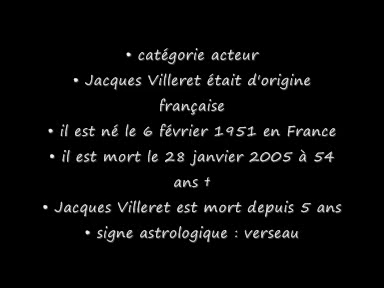 • catégorie acteur
• Jacques Villeret était d'origine
française
• il est né le 6 février 1951 en France
• il est mort le 28 janvier 2005 à 54
ans †
• Jacques Villeret est mort depuis 5 ans
• signe astrologique : verseau